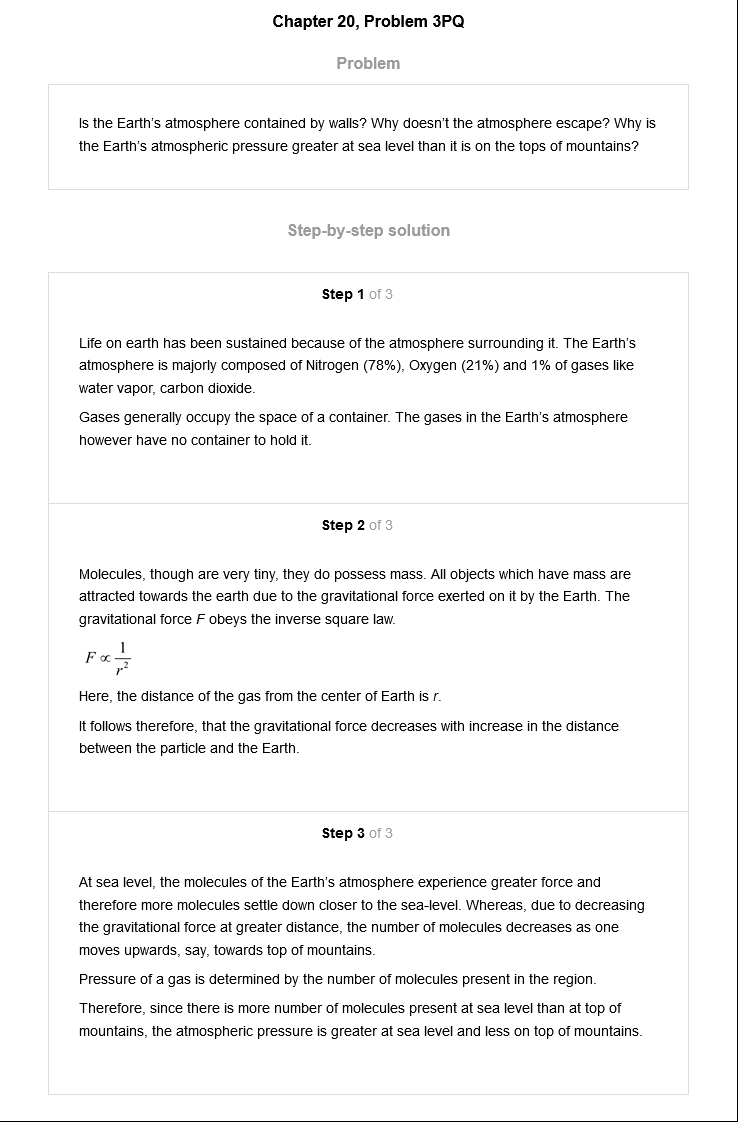 Chapter 20, Problem 3PQ
Problem
Is the Earth's atmosphere contained by walls? Why doesn't the atmosphere escape? Why is
the Earth's atmospheric pressure greater at sea level than it is on the tops of mountains?
Step-by-step solution
Step 1 of 3
Life on earth has been sustained because of the atmosphere surrounding it. The Earth's
atmosphere is majorly composed of Nitrogen (78%), Oxygen (21%) and 1% of gases like
water vapor, carbon dioxide.
Gases generally occupy the space of a container. The gases in the Earth's atmosphere
however have no container to hold it.
Step 2 of 3
Molecules, though are very tiny, they do possess mass. All objects which have mass are
attracted towards the earth due to the gravitational force exerted on it by the Earth. The
gravitational force F obeys the inverse square law.
F ∝ 1/r²
Here, the distance of the gas from the center of Earth is r.
It follows therefore, that the gravitational force decreases with increase in the distance
between the particle and the Earth.
Step 3 of 3
At sea level, the molecules of the Earth's atmosphere experience greater force and
therefore more molecules settle down closer to the sea-level. Whereas, due to decreasing
the gravitational force at greater distance, the number of molecules decreases as one
moves upwards, say, towards top of mountains.
Pressure of a gas is determined by the number of molecules present in the region.
Therefore, since there is more number of molecules present at sea level than at top of
mountains, the atmospheric pressure is greater at sea level and less on top of mountains.